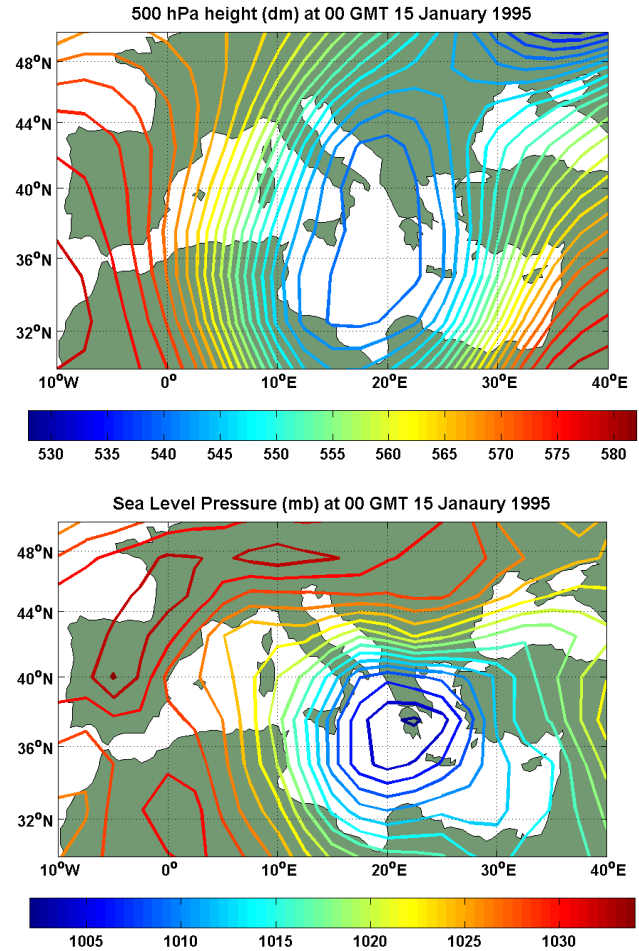 500 hPa height (dm) at 00 GMT 15 January 1995
48°N
44°N
40°N
36°N
32°N
10°W 0° 10°E 20°E 30°E 40°E
530 535 540 545 550 555 560 565 570 575 580
Sea Level Pressure (mb) at 00 GMT 15 Janaury 1995
48°N
44°N
40°N
36°N
32°N
10°W 0° 10°E 20°E 30°E 40°E
1005 1010 1015 1020 1025 1030